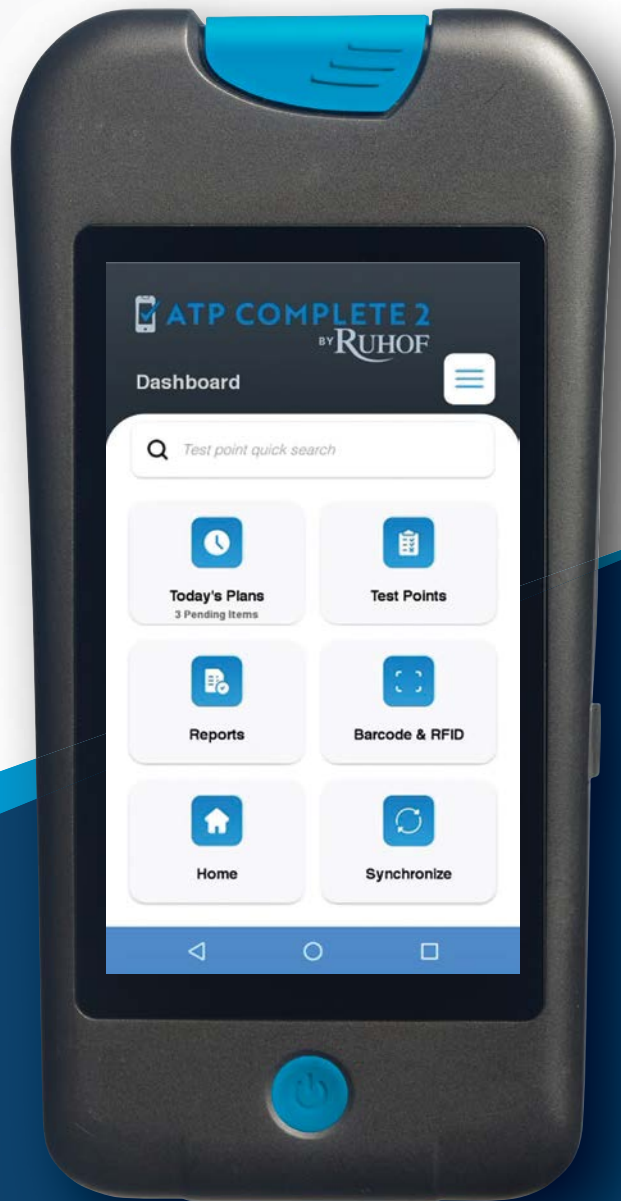 ATP COMPLETE 2
BY RUHOF
Dashboard
Test point quick search
Today's Plans
3 Pending Items
Test Points
Reports
Barcode & RFID
Home
Synchronize